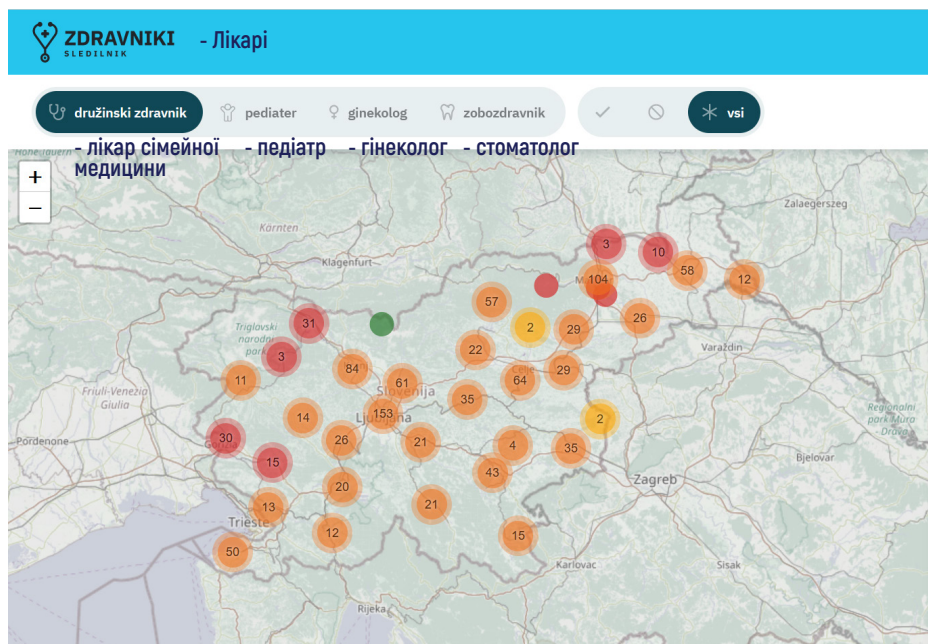 ZDRAVNIKI - Лікарі
SLEDILNIK
družinski zdravnik pediater ginekolog zobozdravnik vsi
- лікар сімейної - педіатр - гінеколог - стоматолог
медицини
+
−
Zalaegerszeg
Kärnten
3
10
Klagenfurt
58
104
12
57
31
2
29
26
Triglavski
narodni
park
3
22
Varaždin
84
29
11
61
64
Friuli-Venezia
Giulia
Slovenija
35
Regionalni
park Mura
- Drava
14
153
Ljubljana
2
Pordenone
30
26
21
4
35
Bjelovar
15
43
Zagreb
20
13
21
Trieste
12
15
50
Karlovac
Sisak
Rijeka